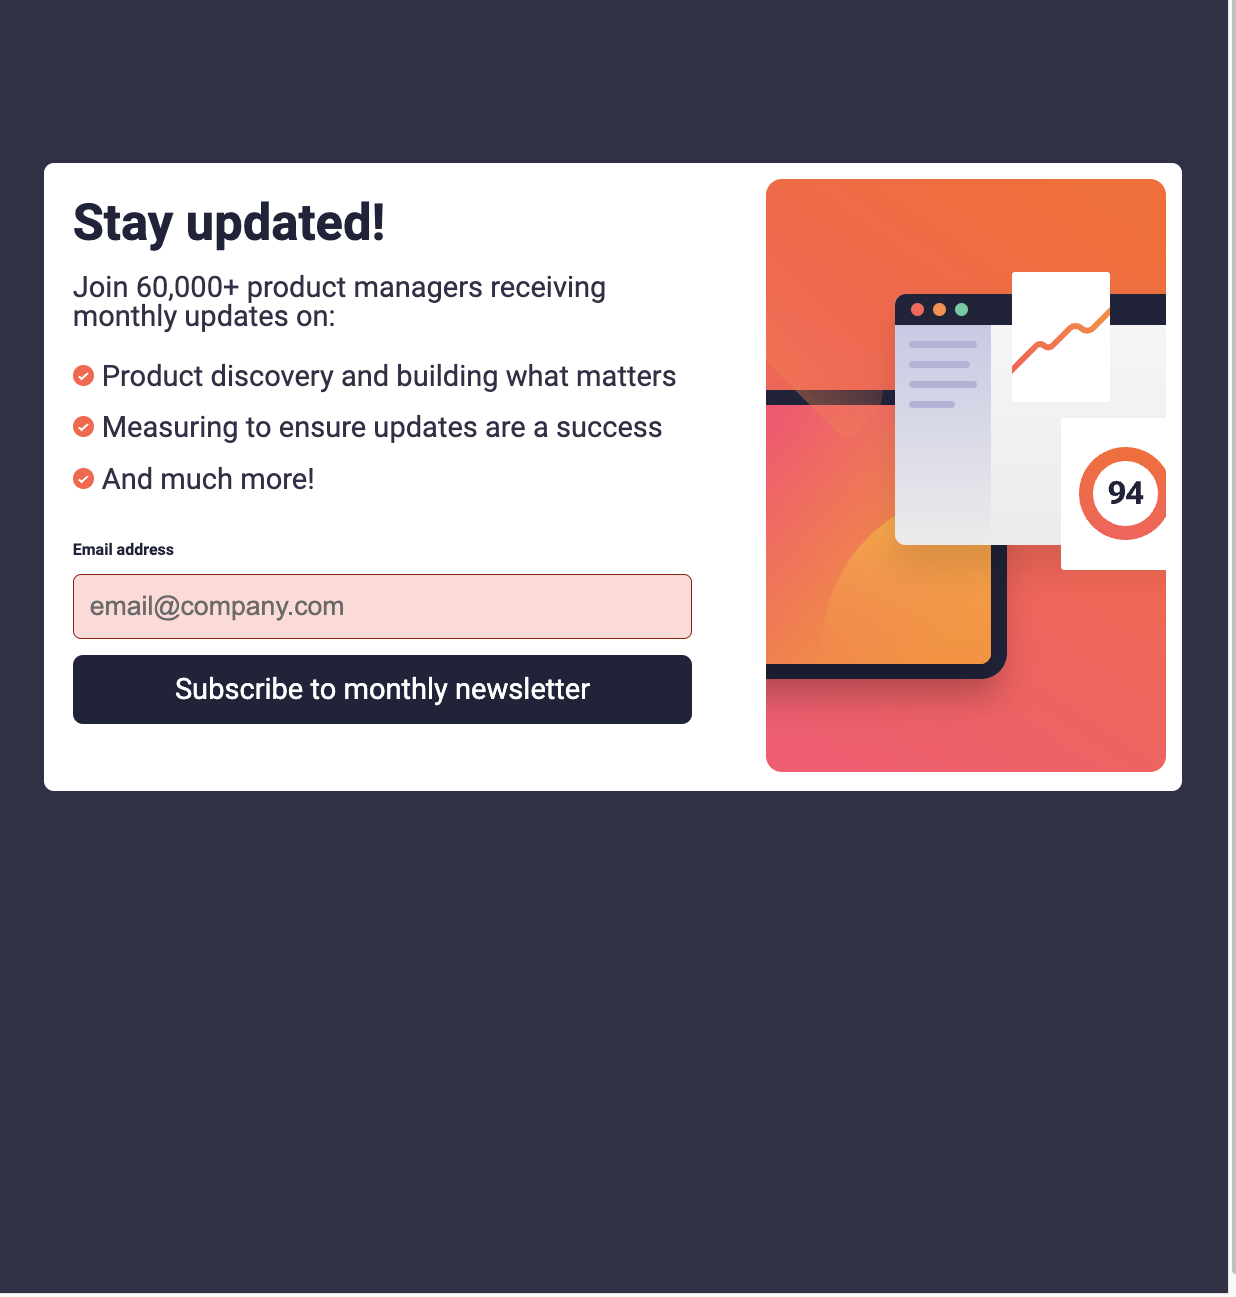 Stay updated!
Join 60,000+ product managers receiving
monthly updates on:
Product discovery and building what matters
Measuring to ensure updates are a success
And much more!
Email address
email@company.com
Subscribe to monthly newsletter
94